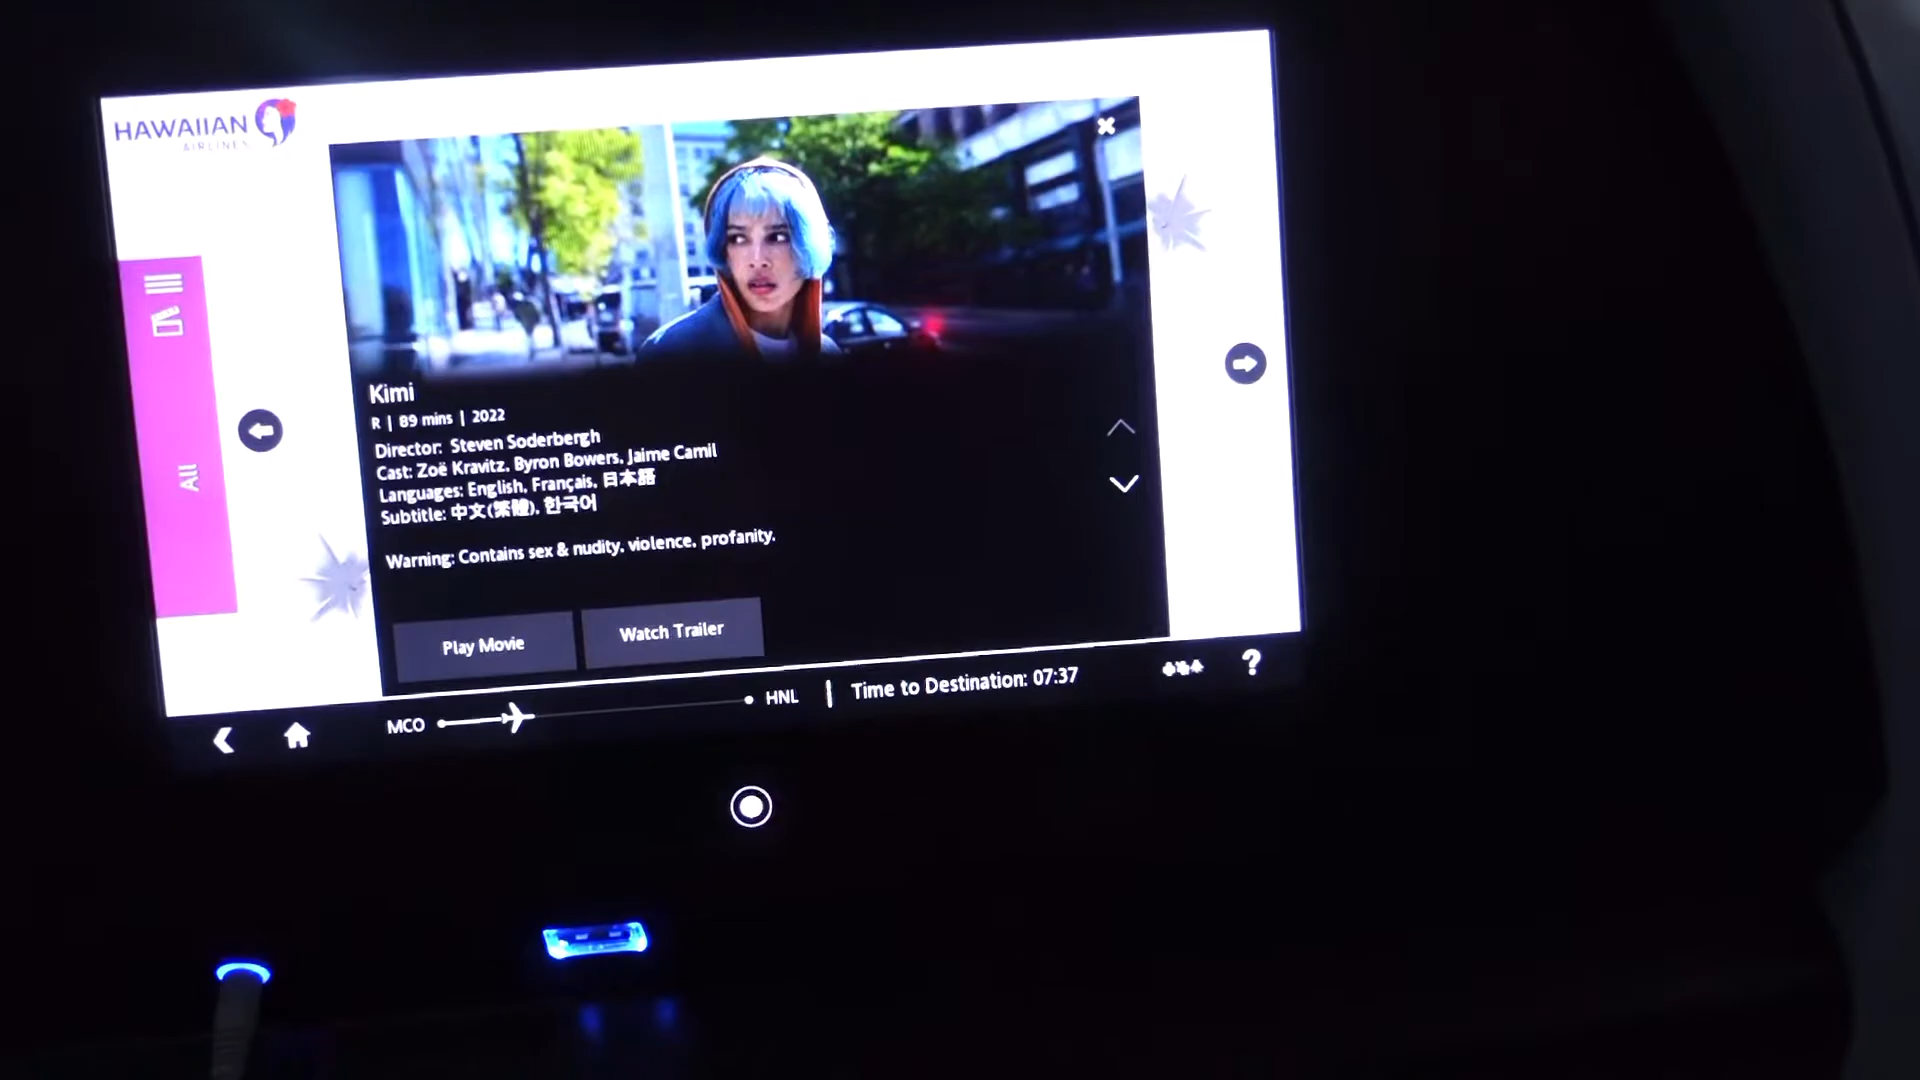 HAWAIIAN
AIRLINES
All
Kimi
R | 89 mins | 2022
Director: Steven Soderbergh
Cast: Zoë Kravitz, Byron Bowers, Jaime Camil
Languages: English, Français, 日本語
Subtitle: 中文(繁體), 한국어
Warning: Contains sex & nudity, violence, profanity.
Play Movie
Watch Trailer
MCO
HNL | Time to Destination: 07:37
?